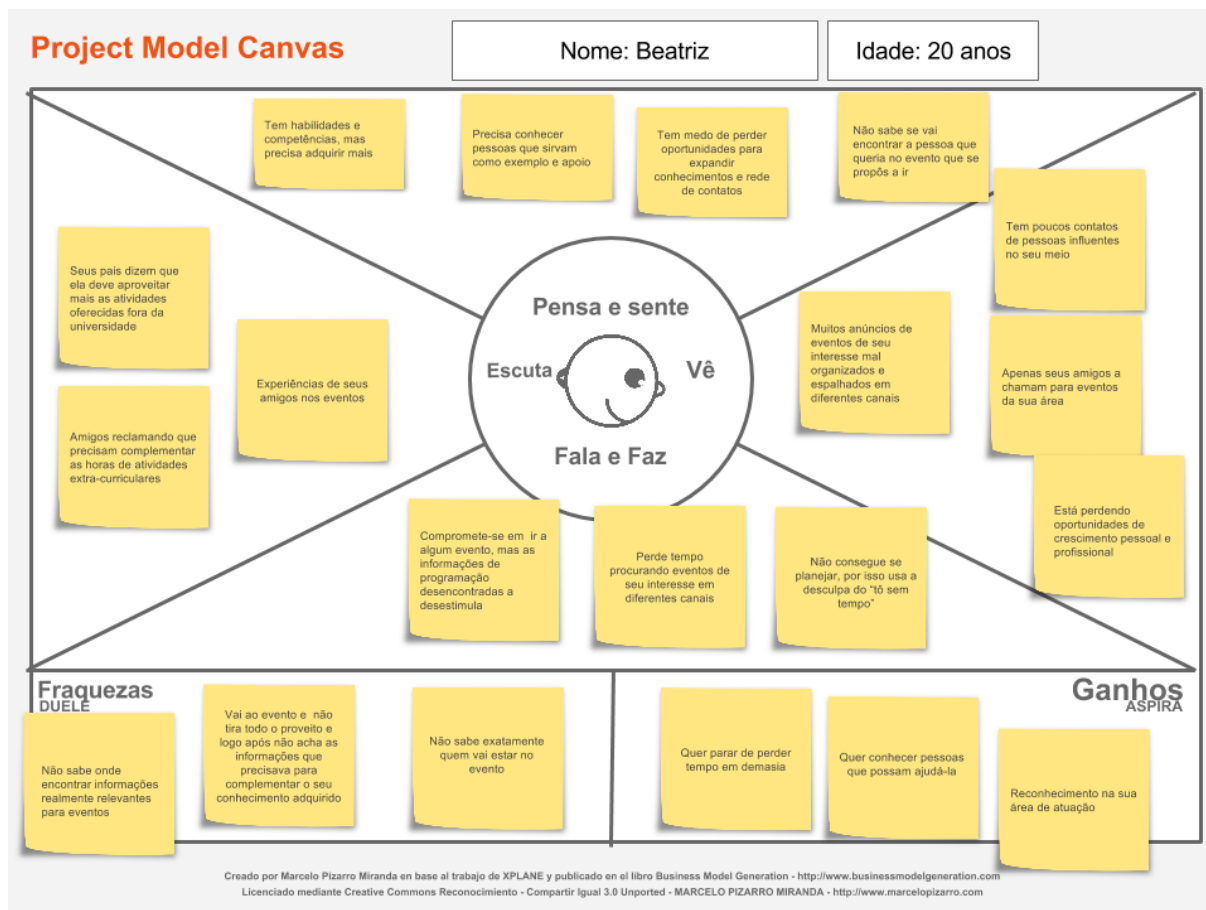 Project Model Canvas
Nome: Beatriz
Idade: 20 anos
Tem habilidades e
competências, mas
precisa adquirir mais
Precisa conhecer
pessoas que sirvam
como exemplo e apoio
Tem medo de perder
oportunidades para
expandir
conhecimentos e rede
de contatos
Não sabe se vai
encontrar a pessoa que
queria no evento que se
propôs a ir
Tem poucos contatos
de pessoas influentes
no seu meio
Seus pais dizem que
ela deve aproveitar
mais as atividades
oferecidas fora da
universidade
Experiências de seus
amigos nos eventos
Amigos reclamando que
precisam complementar
as horas de atividades
extra-curriculares
Pensa e sente
Escuta
Vê
Fala e Faz
Muitos anúncios de
eventos de seu
interesse mal
organizados e
espalhados em
diferentes canais
Apenas seus amigos a
chamam para eventos
da sua área
Está perdendo
oportunidades de
crescimento pessoal e
profissional
Compromete-se em ir a
algum evento, mas as
informações de
programação
desencontradas a
desestimula
Perde tempo
procurando eventos de
seu interesse em
diferentes canais
Não consegue se
planejar, por isso usa a
desculpa do “tô sem
tempo”
Fraquezas
DUELE
Não sabe onde
encontrar informações
realmente relevantes
para eventos
Vai ao evento e não
tira todo o proveito e
logo após não acha as
informações que
precisava para
complementar o seu
conhecimento adquirido
Não sabe exatamente
quem vai estar no
evento
Ganhos
ASPIRA
Quer parar de perder
tempo em demasia
Quer conhecer pessoas
que possam ajudá-la
Reconhecimento na sua
área de atuação
Creado por Marcelo Pizarro Miranda en base al trabajo de XPLANE y publicado en el libro Business Model Generation - http://www.businessmodelgeneration.com
Licenciado mediante Creative Commons Reconocimiento - Compartir Igual 3.0 Unported - MARCELO PIZARRO MIRANDA - http://www.marcelopizarro.com